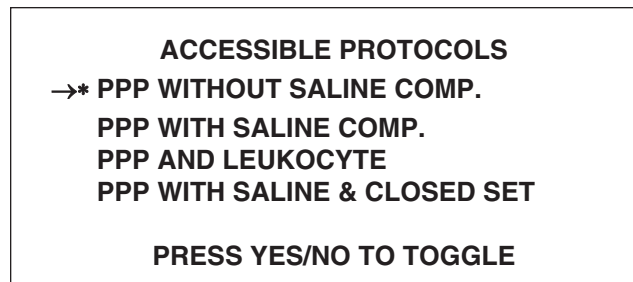 ACCESSIBLE PROTOCOLS
→* PPP WITHOUT SALINE COMP.
PPP WITH SALINE COMP.
PPP AND LEUKOCYTE
PPP WITH SALINE & CLOSED SET
PRESS YES/NO TO TOGGLE